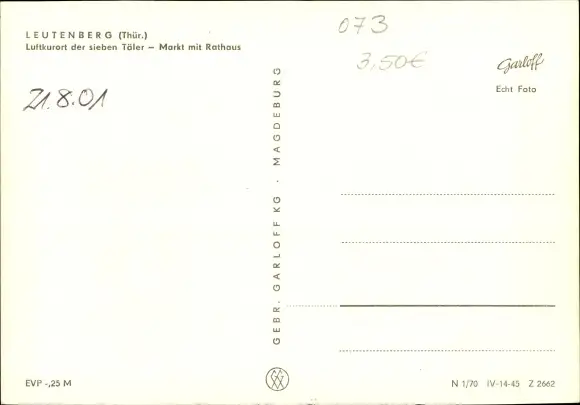 LEUTENBERG (Thür.)
Luftkurort der sieben Täler – Markt mit Rathaus
21.8.01
073
3,50€
Garloff
Echt Foto
GEBR. GARLOFF KG · MAGDEBURG
EVP -,25 M
N 1/70 IV-14-45 Z 2662